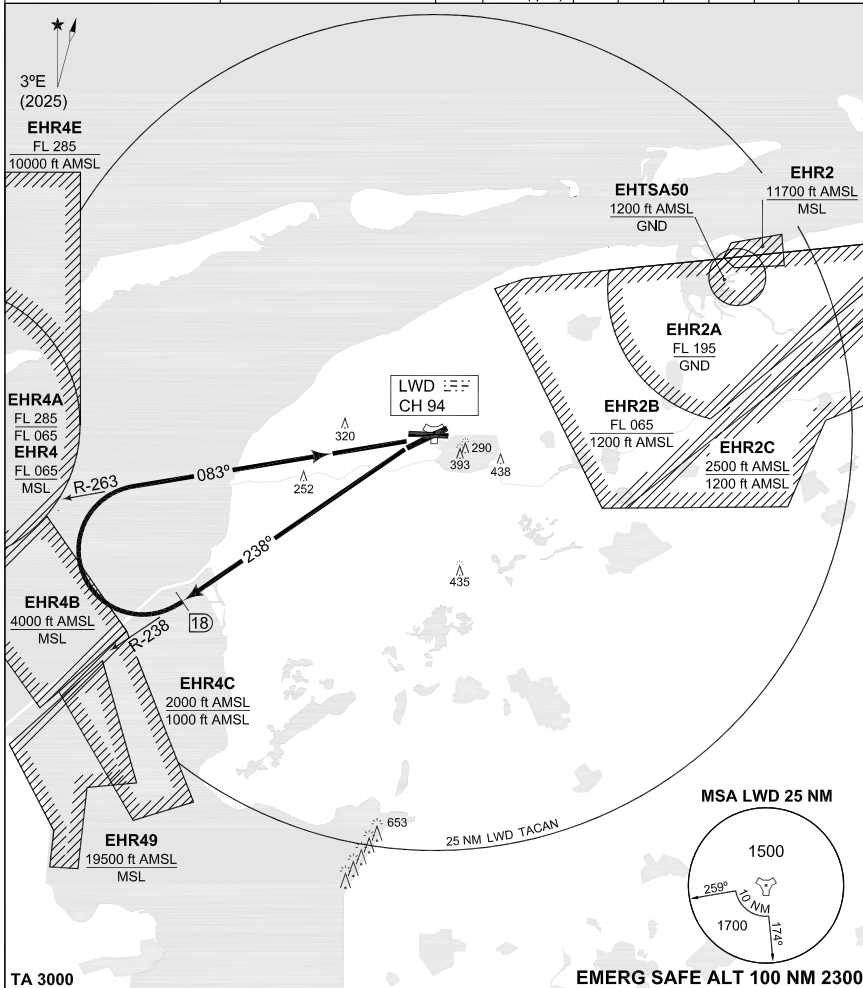 3ºE
(2025)
EHR4E
FL 285
10000 ft AMSL
EHR2
11700 ft AMSL
MSL
EHTSA50
1200 ft AMSL
GND
EHR2A
FL 195
GND
LWD
CH 94
EHR4A
FL 285
FL 065
EHR4
FL 065
MSL
EHR2B
FL 065
1200 ft AMSL
EHR2C
2500 ft AMSL
1200 ft AMSL
320
290
393
438
252
R-263
083º
238º
435
EHR4B
4000 ft AMSL
MSL
18
R-238
EHR4C
2000 ft AMSL
1000 ft AMSL
EHR49
19500 ft AMSL
MSL
653
25 NM LWD TACAN
MSA LWD 25 NM
1500
259º
10 NM
1700
174º
TA 3000
EMERG SAFE ALT 100 NM 2300